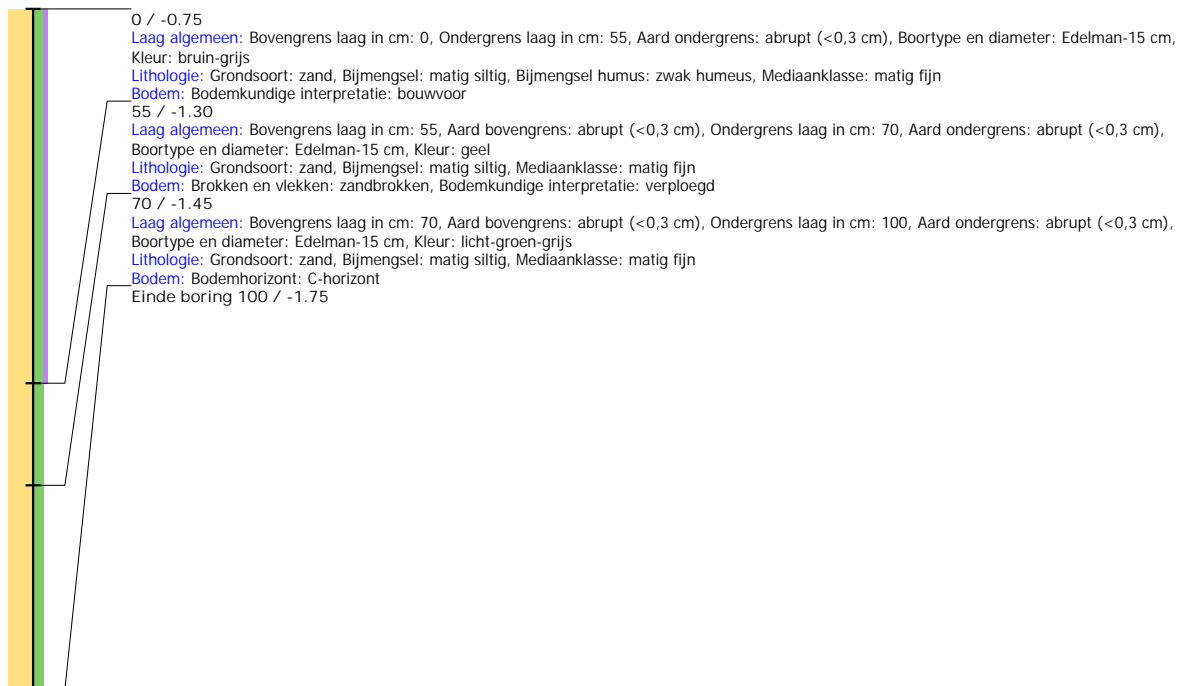 0 / -0.75
Laag algemeen: Bovengrens laag in cm: 0, Ondergrens laag in cm: 55, Aard ondergrens: abrupt (<0,3 cm), Boortype en diameter: Edelman-15 cm,
Kleur: bruin-grijs
Lithologie: Grondsoort: zand, Bijmengsel: matig siltig, Bijmengsel humus: zwak humeus, Mediaanklasse: matig fijn
Bodem: Bodemkundige interpretatie: bouwvoor
55 / -1.30
Laag algemeen: Bovengrens laag in cm: 55, Aard bovengrens: abrupt (<0,3 cm), Ondergrens laag in cm: 70, Aard ondergrens: abrupt (<0,3 cm),
Boortype en diameter: Edelman-15 cm, Kleur: geel
Lithologie: Grondsoort: zand, Bijmengsel: matig siltig, Mediaanklasse: matig fijn
Bodem: Brokken en vlekken: zandbrokken, Bodemkundige interpretatie: verploegd
70 / -1.45
Laag algemeen: Bovengrens laag in cm: 70, Aard bovengrens: abrupt (<0,3 cm), Ondergrens laag in cm: 100, Aard ondergrens: abrupt (<0,3 cm),
Boortype en diameter: Edelman-15 cm, Kleur: licht-groen-grijs
Lithologie: Grondsoort: zand, Bijmengsel: matig siltig, Mediaanklasse: matig fijn
Bodem: Bodemhorizont: C-horizont
Einde boring 100 / -1.75